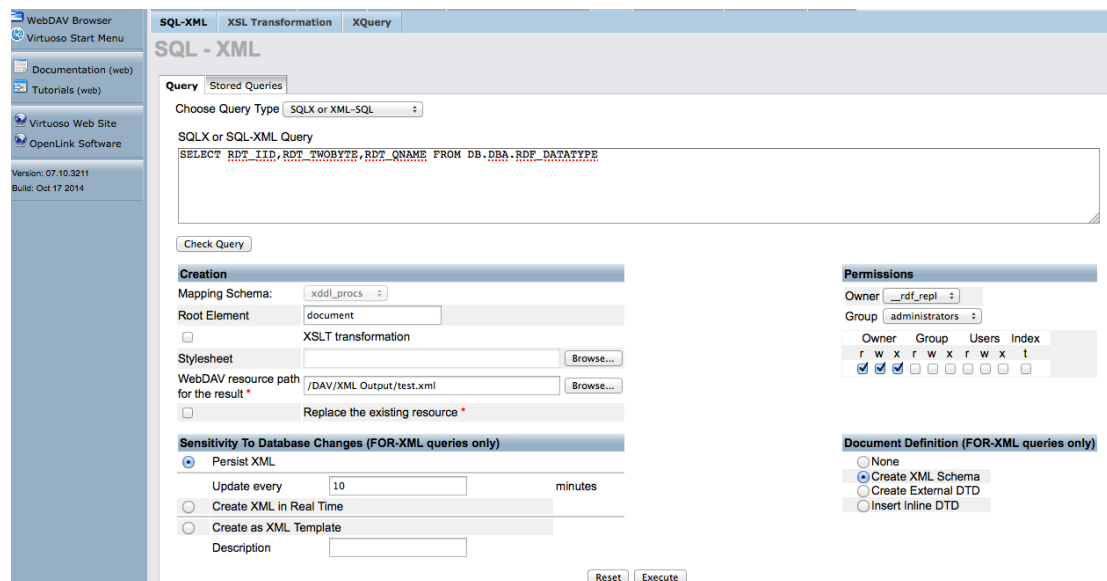 WebDAV Browser
Virtuoso Start Menu
Documentation (web)
Tutorials (web)
Virtuoso Web Site
OpenLink Software
Version: 07.10.3211
Build: Oct 17 2014
SQL-XML XSL Transformation XQuery
SQL - XML
Query Stored Queries
Choose Query Type SQLX or XML-SQL
SQLX or SQL-XML Query
SELECT RDT_IID,RDT_TWOBYTE,RDT_QNAME FROM DB.DBA.RDF_DATATYPE
Check Query
Creation
Mapping Schema: xddl_procs
Root Element document
XSLT transformation
Stylesheet Browse...
WebDAV resource path for the result * /DAV/XML Output/test.xml Browse...
Replace the existing resource *
Permissions
Owner __rdf_repl
Group administrators
Owner Group Users Index
r w x r w x r w x t
Sensitivity To Database Changes (FOR-XML queries only)
Persist XML
Update every 10 minutes
Create XML in Real Time
Create as XML Template
Description
Document Definition (FOR-XML queries only)
None
Create XML Schema
Create External DTD
Insert Inline DTD
Reset Execute